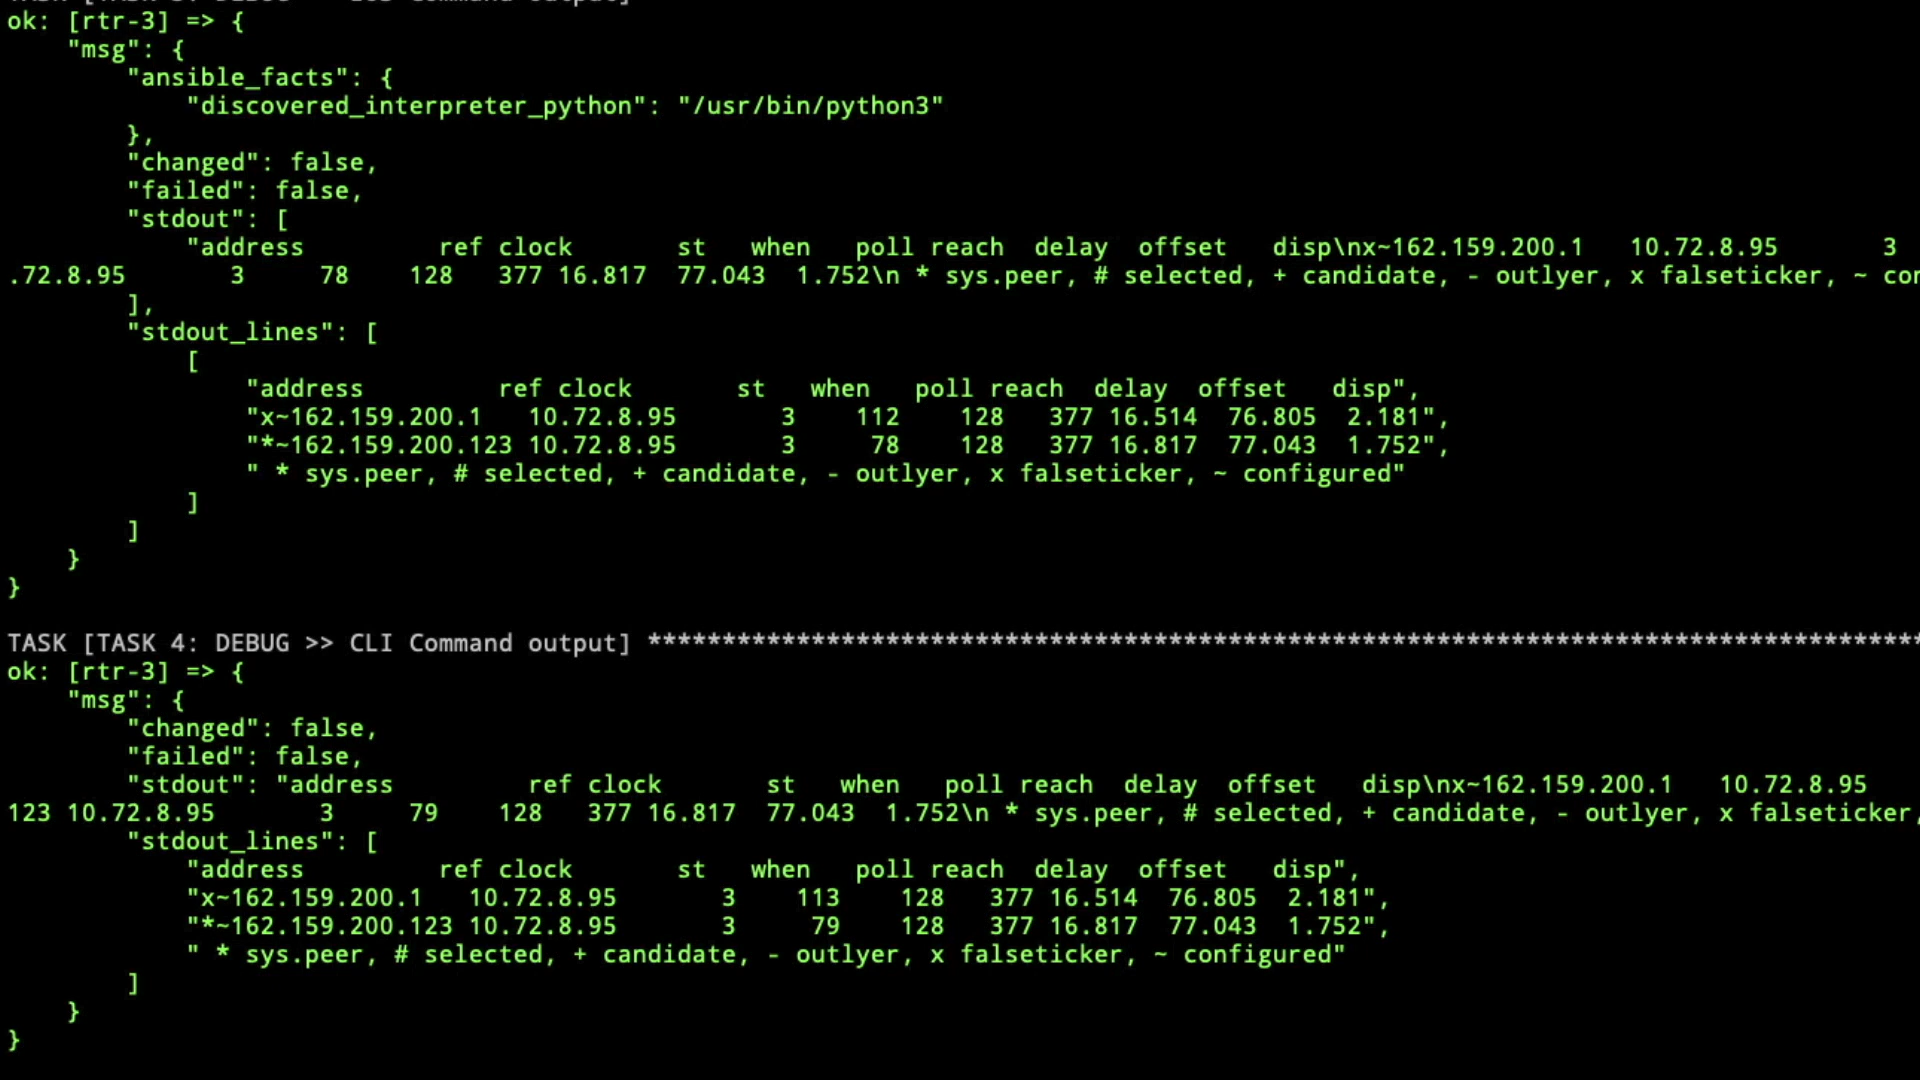 TASK [TASK 3: DEBUG >> CLI Command output]
ok: [rtr-3] => {
    "msg": {
        "ansible_facts": {
            "discovered_interpreter_python": "/usr/bin/python3"
        },
        "changed": false,
        "failed": false,
        "stdout": [
            "address         ref clock       st   when   poll reach  delay  offset   disp\nx~162.159.200.1   10.72.8.95       3
.72.8.95       3     78    128   377 16.817  77.043  1.752\n * sys.peer, # selected, + candidate, - outlyer, x falseticker, ~ con
        ],
        "stdout_lines": [
            [
                "address         ref clock       st   when   poll reach  delay  offset   disp",
                "x~162.159.200.1   10.72.8.95       3    112    128   377 16.514  76.805  2.181",
                "*~162.159.200.123 10.72.8.95       3     78    128   377 16.817  77.043  1.752",
                " * sys.peer, # selected, + candidate, - outlyer, x falseticker, ~ configured"
            ]
        ]
    }
}
TASK [TASK 4: DEBUG >> CLI Command output] *************************************************************************************
ok: [rtr-3] => {
    "msg": {
        "changed": false,
        "failed": false,
        "stdout": "address         ref clock       st   when   poll reach  delay  offset   disp\nx~162.159.200.1   10.72.8.95
123 10.72.8.95       3     79    128   377 16.817  77.043  1.752\n * sys.peer, # selected, + candidate, - outlyer, x falseticker,
        "stdout_lines": [
            "address         ref clock       st   when   poll reach  delay  offset   disp",
            "x~162.159.200.1   10.72.8.95       3    113    128   377 16.514  76.805  2.181",
            "*~162.159.200.123 10.72.8.95       3     79    128   377 16.817  77.043  1.752",
            " * sys.peer, # selected, + candidate, - outlyer, x falseticker, ~ configured"
        ]
    }
}